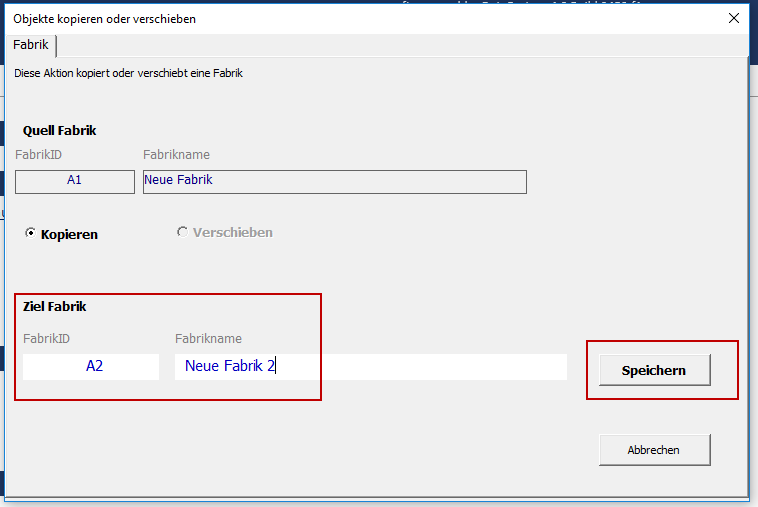 Objekte kopieren oder verschieben
Fabrik
Diese Aktion kopiert oder verschiebt eine Fabrik
Quell Fabrik
FabrikID Fabrikname
A1 Neue Fabrik
Kopieren Verschieben
Ziel Fabrik
FabrikID Fabrikname
A2 Neue Fabrik 2 Speichern
Abbrechen